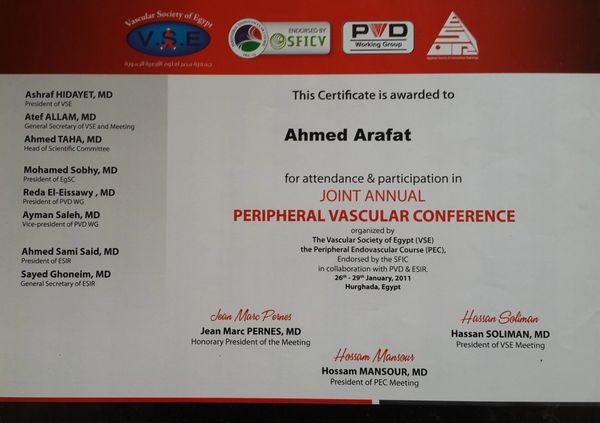 Vascular Society of Egypt
V.S.E
جمعية مصر لعلوم الأوعية الدموية
ENDORSED BY
SFICV
PVD
Working Group
Ashraf HIDAYET, MD
President of VSE
Atef ALLAM, MD
General Secretary of VSE and Meeting
Ahmed TAHA, MD
Head of Scientific Committee
Mohamed Sobhy, MD
President of EgSC
Reda El-Eissawy , MD
President of PVD WG
Ayman Saleh, MD
Vice-president of PVD WG
Ahmed Sami Said, MD
President of ESIR
Sayed Ghoneim, MD
General Secretary of ESIR
This Certificate is awarded to
Ahmed Arafat
for attendance & participation in
JOINT ANNUAL
PERIPHERAL VASCULAR CONFERENCE
organized by
The Vascular Society of Egypt (VSE)
the Peripheral Endovascular Course (PEC),
Endorsed by the SFIC
in collaboration with PVD & ESIR.
26th - 29th January, 2011
Hurghada, Egypt
Jean Marc Pernes
Jean Marc PERNES, MD
Honorary President of the Meeting
Hassan Soliman
Hassan SOLIMAN, MD
President of VSE Meeting
Hossam Mansour
Hossam MANSOUR, MD
President of PEC Meeting